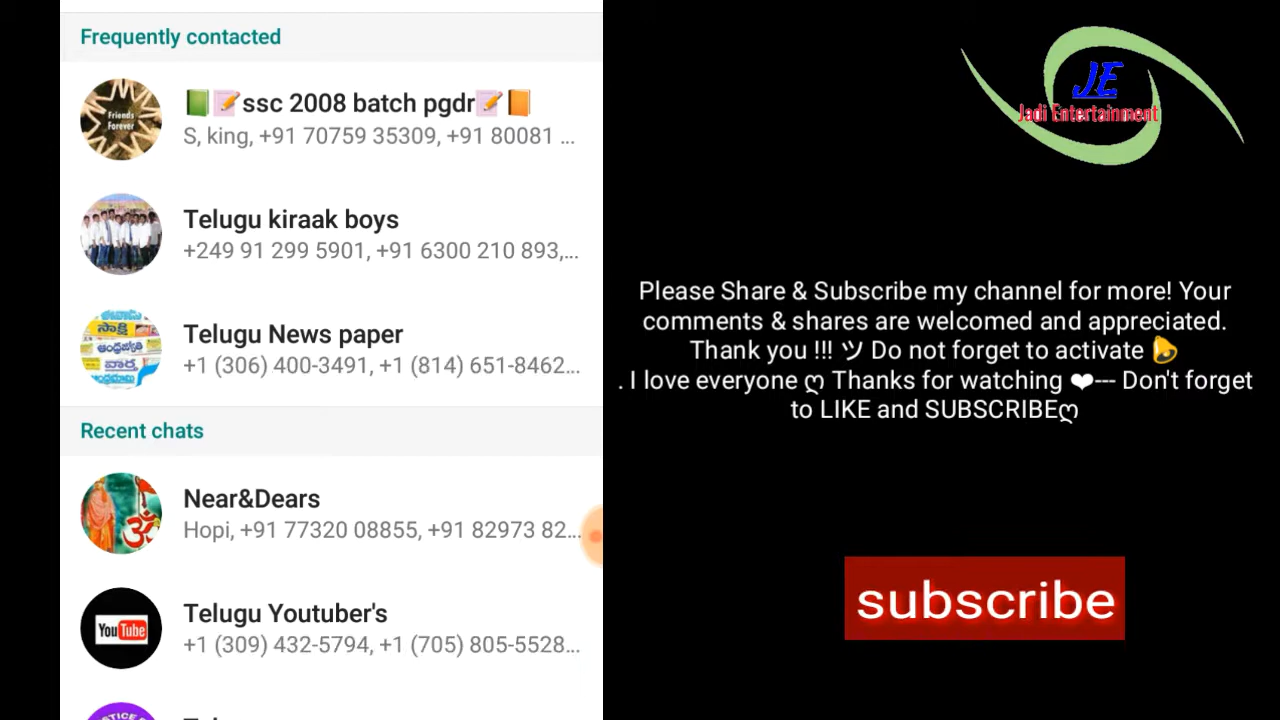 Frequently contacted
Friends
Forever
📗📝ssc 2008 batch pgdr📝📙
S, king, +91 70759 35309, +91 80081 ...
Telugu kiraak boys
+249 91 299 5901, +91 6300 210 893,...
సాక్షి
ఆంధ్రజ్యోతి
వార్త
Telugu News paper
+1 (306) 400-3491, +1 (814) 651-8462...
Recent chats
ॐ
Near&Dears
Hopi, +91 77320 08855, +91 82973 82...
YouTube
Telugu Youtuber's
+1 (309) 432-5794, +1 (705) 805-5528...
JE
Jadi Entertainment
Please Share & Subscribe my channel for more! Your
comments & shares are welcomed and appreciated.
Thank you !!! ツ Do not forget to activate 🔔
. I love everyone ღ Thanks for watching ❤--- Don't forget
to LIKE and SUBSCRIBEღ
subscribe